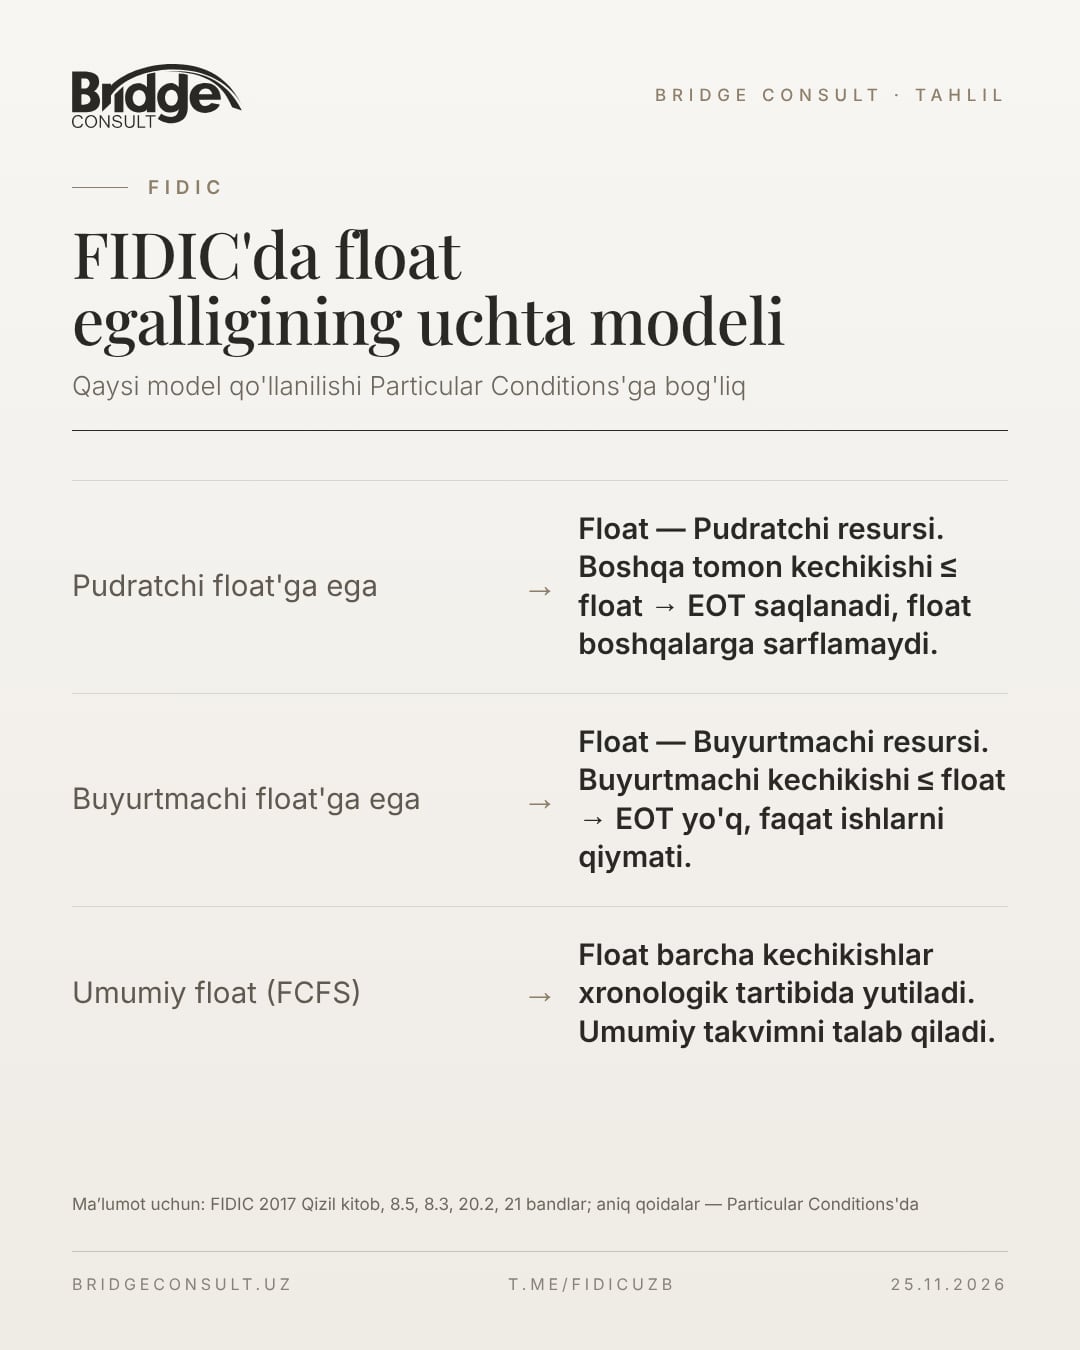 Bridge
CONSULT
BRIDGE CONSULT · TAHLIL
FIDIC
FIDIC'da float
egalligining uchta modeli
Qaysi model qo'llanilishi Particular Conditions'ga bog'liq
Pudratchi float'ga ega
→
Float — Pudratchi resursi.
Boshqa tomon kechikishi ≤
float → EOT saqlanadi, float
boshqalarga sarflamaydi.
Buyurtmachi float'ga ega
→
Float — Buyurtmachi resursi.
Buyurtmachi kechikishi ≤ float
→ EOT yo'q, faqat ishlarni
qiymati.
Umumiy float (FCFS)
→
Float barcha kechikishlar
xronologik tartibida yutiladi.
Umumiy takvimni talab qiladi.
Ma’lumot uchun: FIDIC 2017 Qizil kitob, 8.5, 8.3, 20.2, 21 bandlar; aniq qoidalar — Particular Conditions'da
BRIDGECONSULT.UZ
T.ME/FIDICUZB
25.11.2026